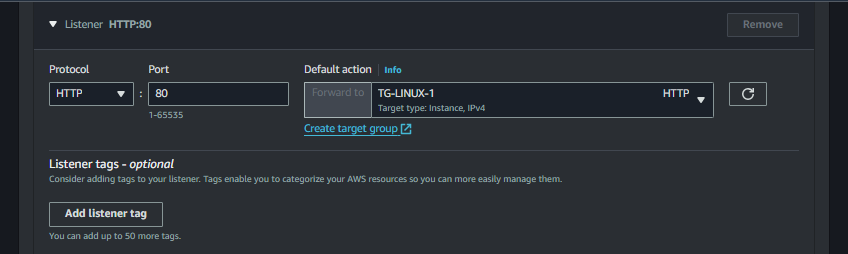 Listener HTTP:80
Remove
Protocol
Port
Default action
Info
HTTP
:
80
Forward to
TG-LINUX-1
HTTP
Target type: Instance, IPv4
1-65535
Create target group
Listener tags - optional
Consider adding tags to your listener. Tags enable you to categorize your AWS resources so you can more easily manage them.
Add listener tag
You can add up to 50 more tags.